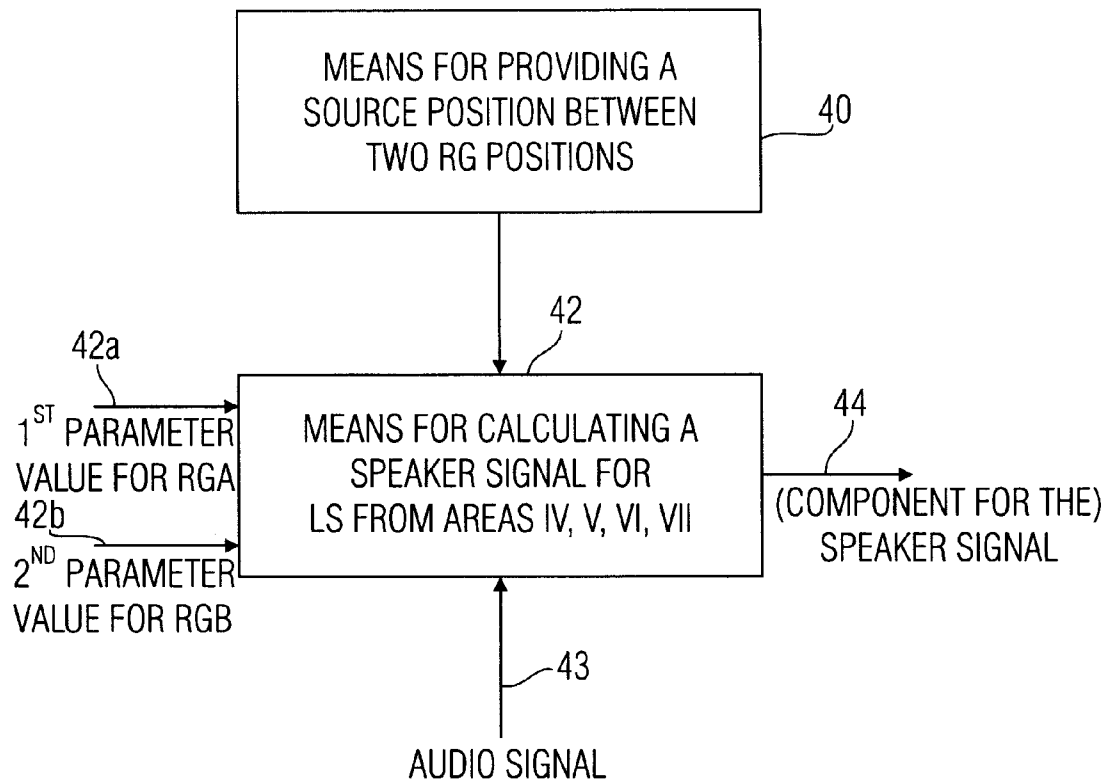 MEANS FOR PROVIDING A
SOURCE POSITION BETWEEN
TWO RG POSITIONS
40
42
42a
1ST PARAMETER
VALUE FOR RGA
42b
2ND PARAMETER
VALUE FOR RGB
MEANS FOR CALCULATING A
SPEAKER SIGNAL FOR
LS FROM AREAS IV, V, VI, VII
44
(COMPONENT FOR THE)
SPEAKER SIGNAL
43
AUDIO SIGNAL